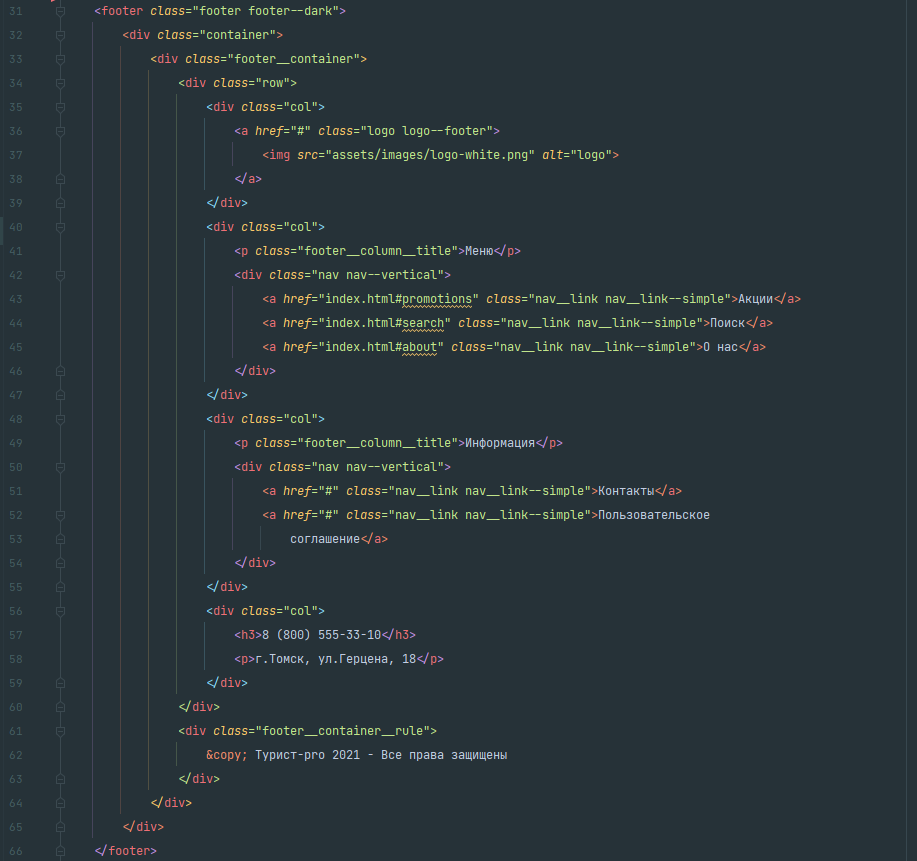 31 <footer class="footer footer--dark">
32 <div class="container">
33 <div class="footer__container">
34 <div class="row">
35 <div class="col">
36 <a href="#" class="logo logo--footer">
37 <img src="assets/images/logo-white.png" alt="logo">
38 </a>
39 </div>
40 <div class="col">
41 <p class="footer__column__title">Меню</p>
42 <div class="nav nav--vertical">
43 <a href="index.html#promotions" class="nav__link nav__link--simple">Акции</a>
44 <a href="index.html#search" class="nav__link nav__link--simple">Поиск</a>
45 <a href="index.html#about" class="nav__link nav__link--simple">О нас</a>
46 </div>
47 </div>
48 <div class="col">
49 <p class="footer__column__title">Информация</p>
50 <div class="nav nav--vertical">
51 <a href="#" class="nav__link nav__link--simple">Контакты</a>
52 <a href="#" class="nav__link nav__link--simple">Пользовательское
53 соглашение</a>
54 </div>
55 </div>
56 <div class="col">
57 <h3>8 (800) 555-33-10</h3>
58 <p>г.Томск, ул.Герцена, 18</p>
59 </div>
60 </div>
61 <div class="footer__container__rule">
62 &copy; Турист-pro 2021 - Все права защищены
63 </div>
64 </div>
65 </div>
66 </footer>